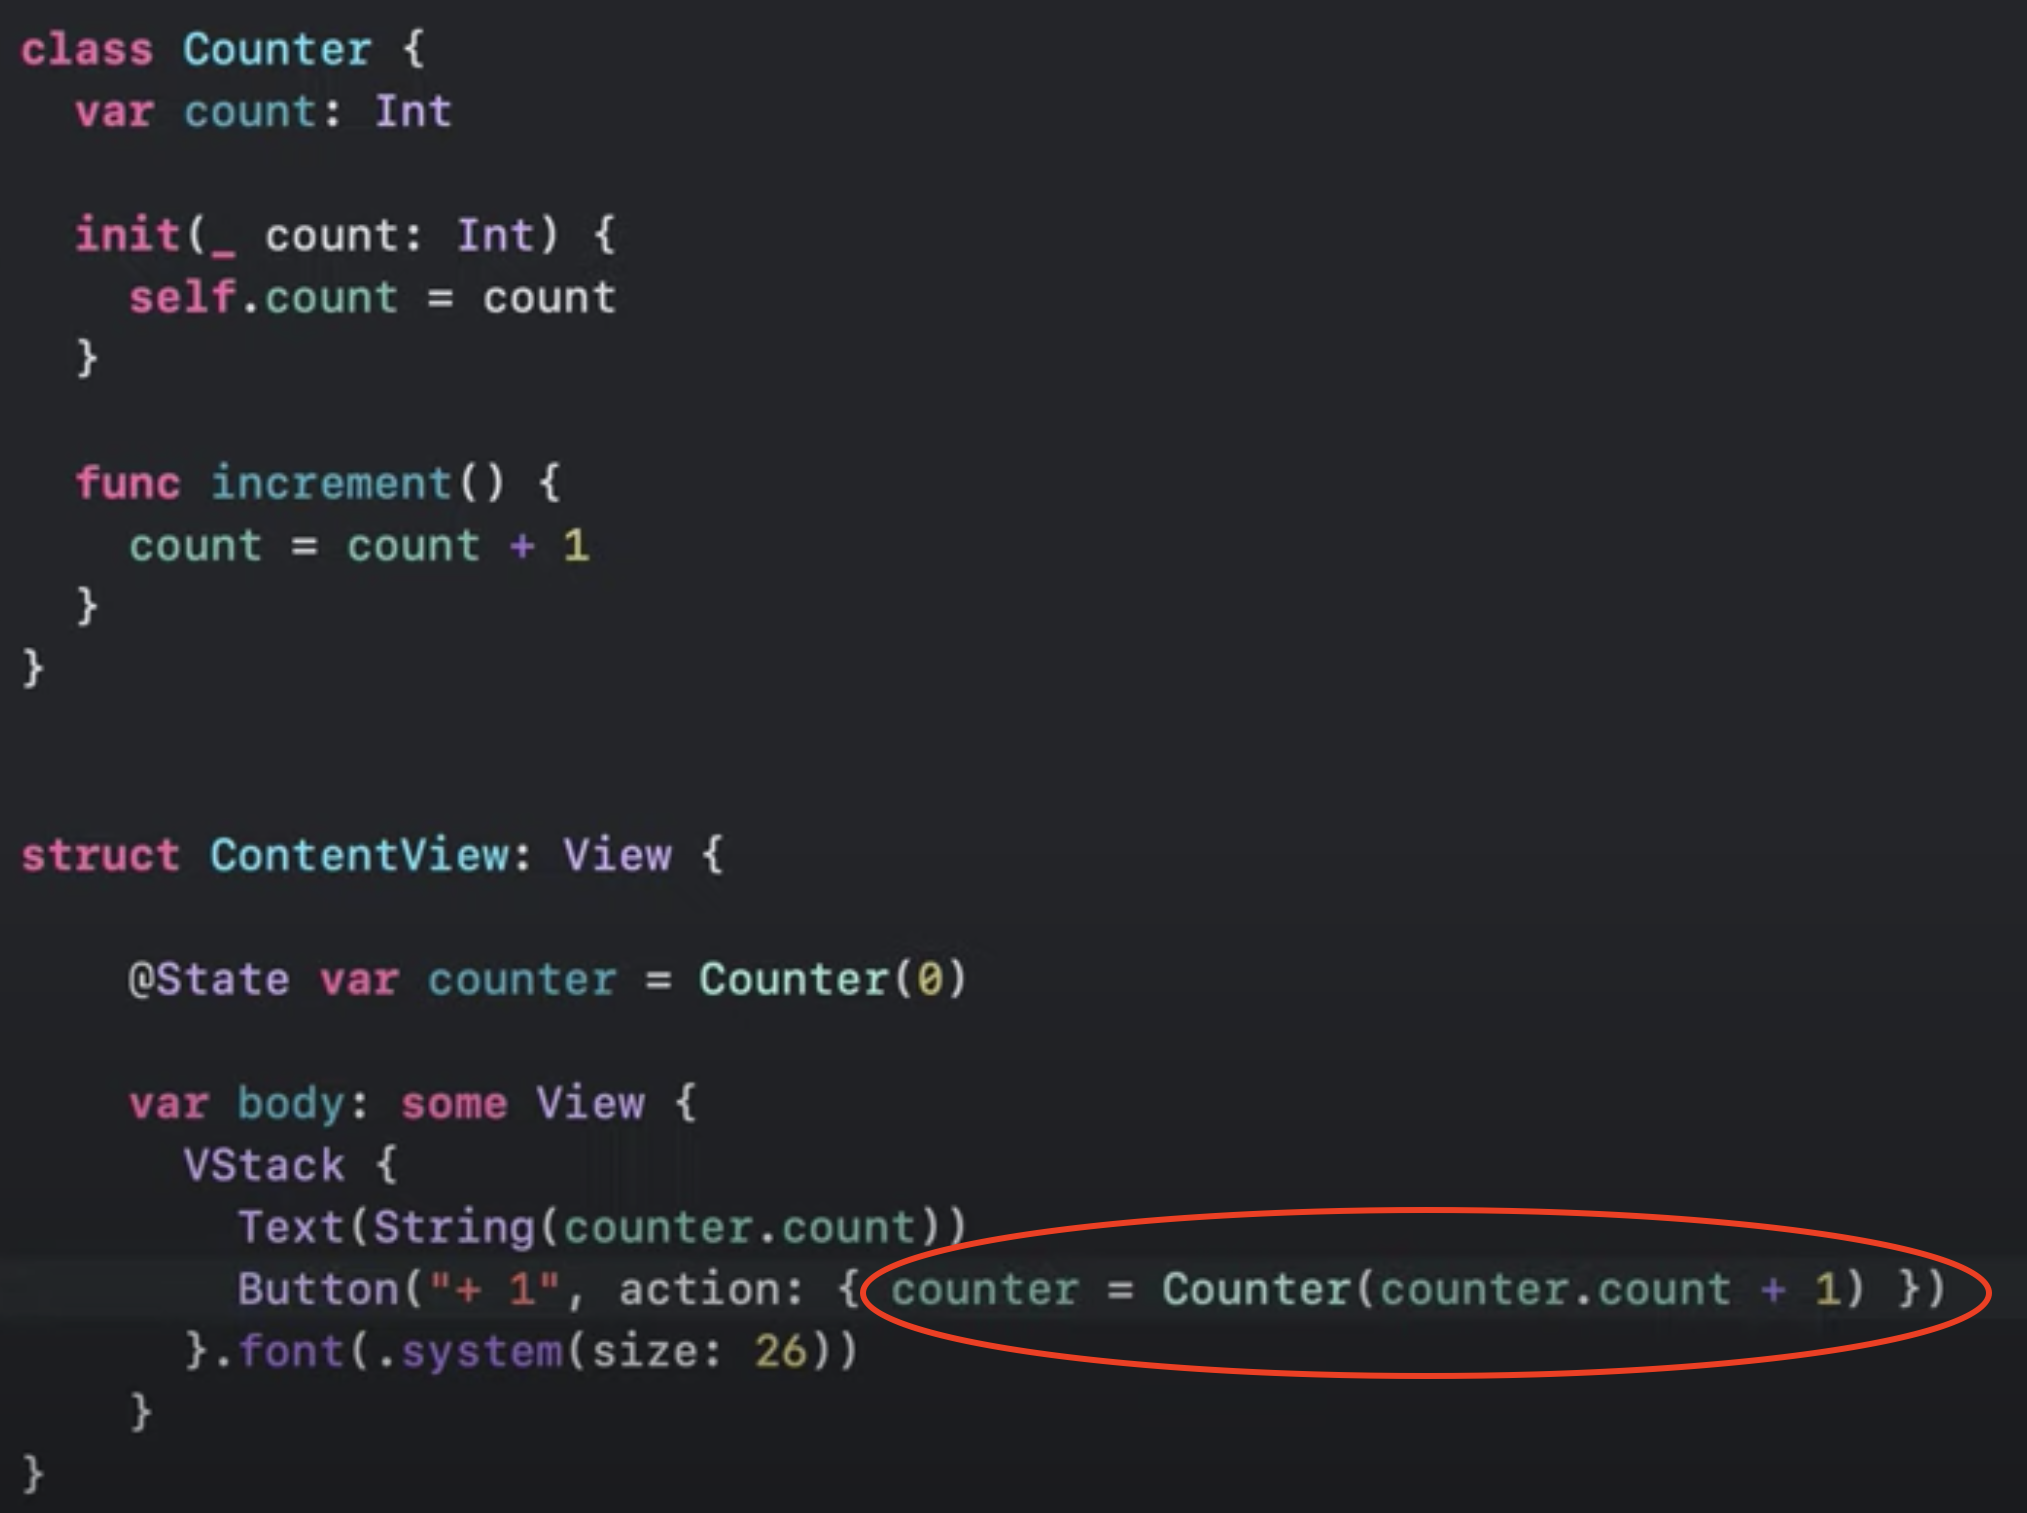 class Counter {
  var count: Int
  init(_ count: Int) {
    self.count = count
  }
  func increment() {
    count = count + 1
  }
}
struct ContentView: View {
    @State var counter = Counter(0)
    var body: some View {
      VStack {
        Text(String(counter.count))
        Button("+ 1", action: { counter = Counter(counter.count + 1) })
      }.font(.system(size: 26))
    }
}